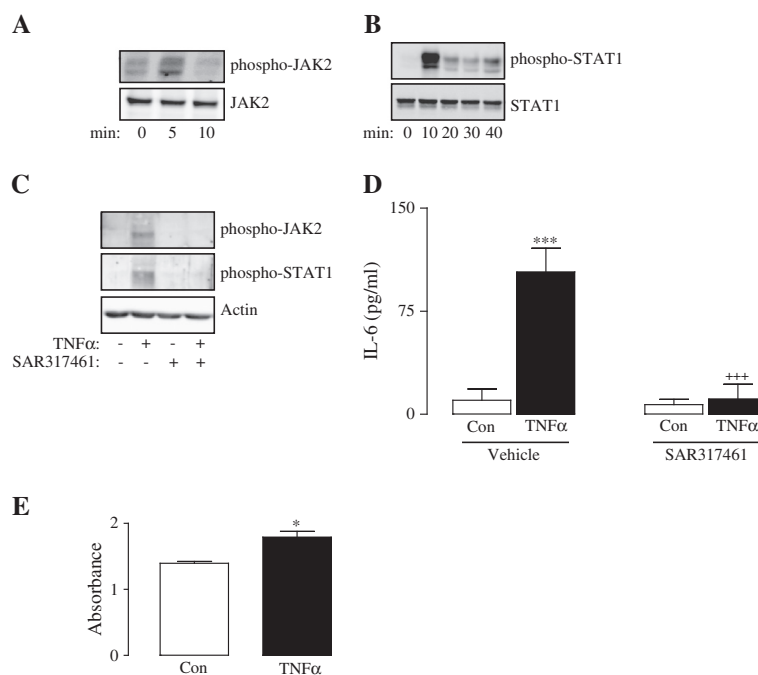 A
phospho-JAK2
JAK2
min: 0 5 10
B
phospho-STAT1
STAT1
min: 0 10 20 30 40
C
phospho-JAK2
phospho-STAT1
Actin
TNFα: - + - +
SAR317461: - - + +
D
IL-6 (pg/ml)
150
75
0
***
+++
Con TNFα Con TNFα
Vehicle SAR317461
E
Absorbance
2
1
0
*
Con TNFα